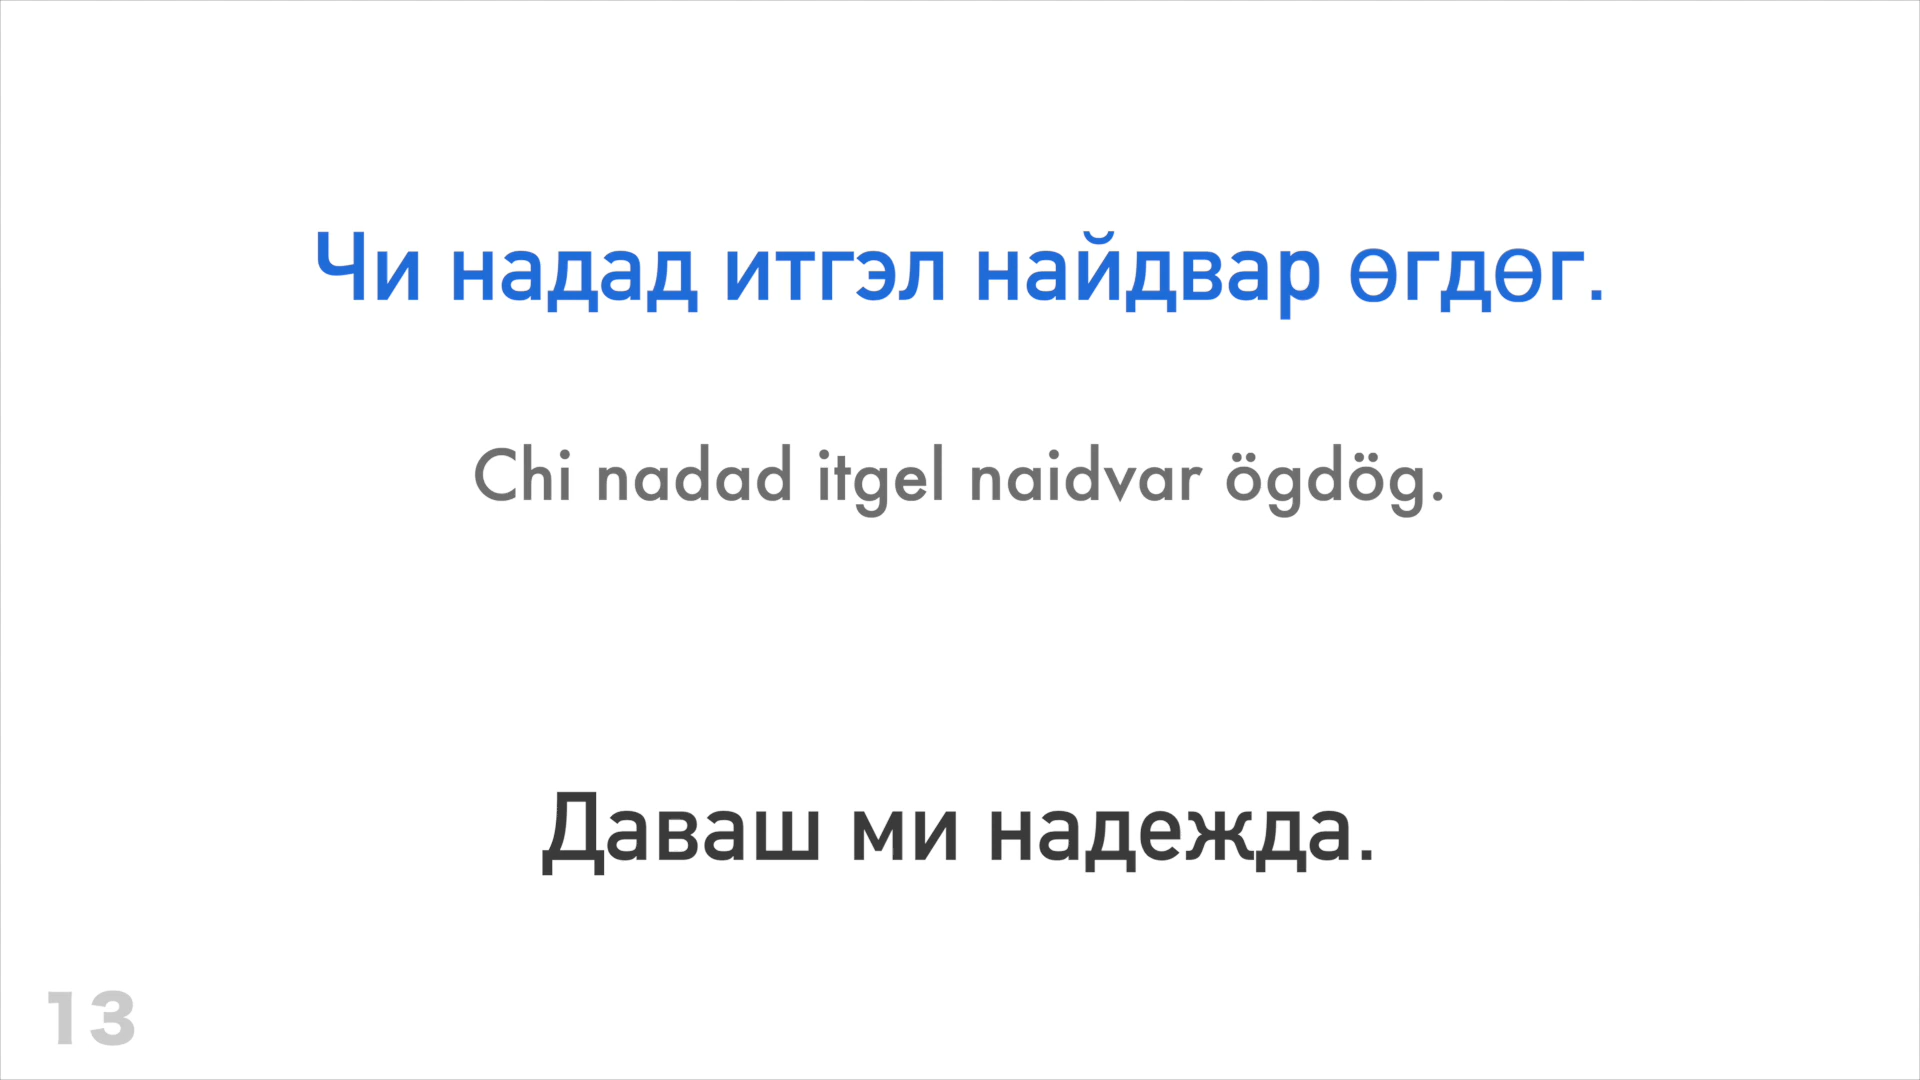 Чи надад итгэл найдвар өгдөг.
Chi nadad itgel naidvar ögdög.
Даваш ми надежда.
13